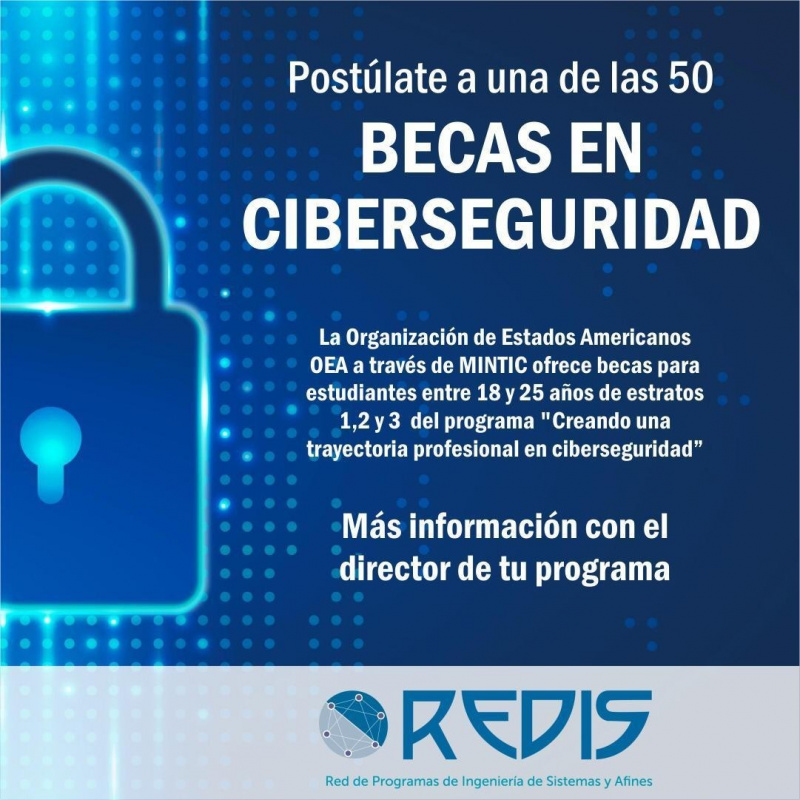 Postúlate a una de las 50
BECAS EN
CIBERSEGURIDAD
La Organización de Estados Americanos
OEA a través de MINTIC ofrece becas para
estudiantes entre 18 y 25 años de estratos
1,2 y 3 del programa "Creando una
trayectoria profesional en ciberseguridad”
Más información con el
director de tu programa
REDIS
Red de Programas de Ingeniería de Sistemas y Afines